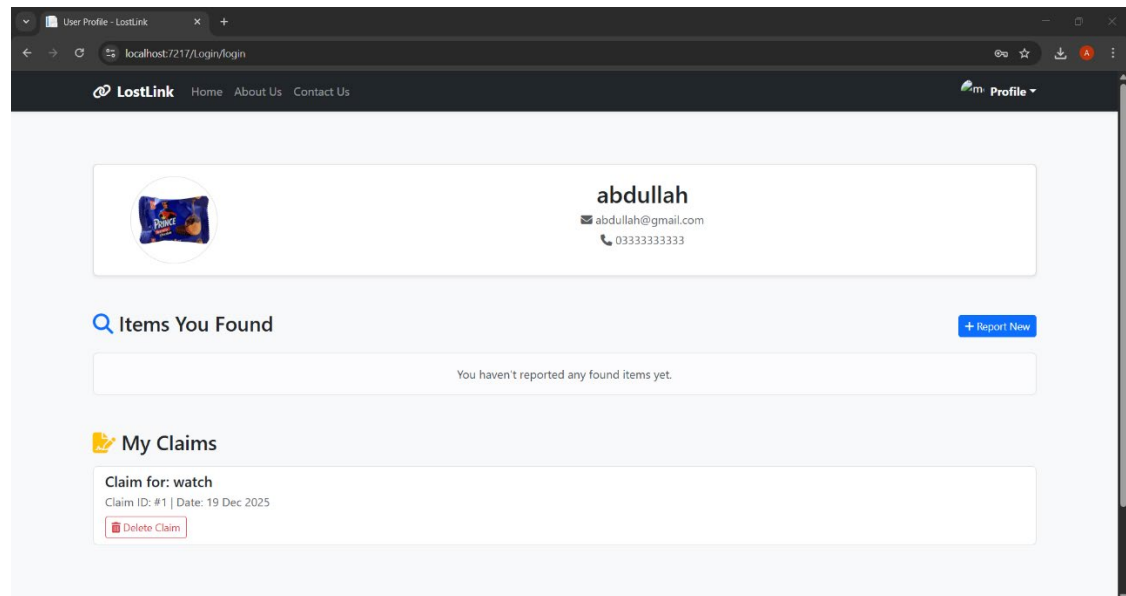 User Profile - LostLink
localhost:7217/Login/login
A
LostLink Home About Us Contact Us
m Profile
PRINCE
abdullah
abdullah@gmail.com
03333333333
Items You Found
+ Report New
You haven't reported any found items yet.
My Claims
Claim for: watch
Claim ID: #1 | Date: 19 Dec 2025
Delete Claim